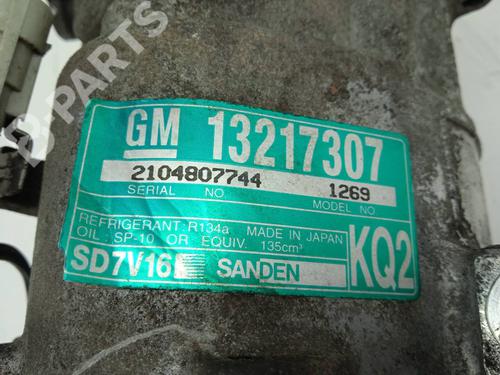 B-PARTS
GM 13217307
2104807744 1269
SERIAL NO. MODEL NO.
REFRIGERANT:R134a MADE IN JAPAN
OIL: SP-10 OR EQUIV. 135cm³
SD7V16 SANDEN KQ2